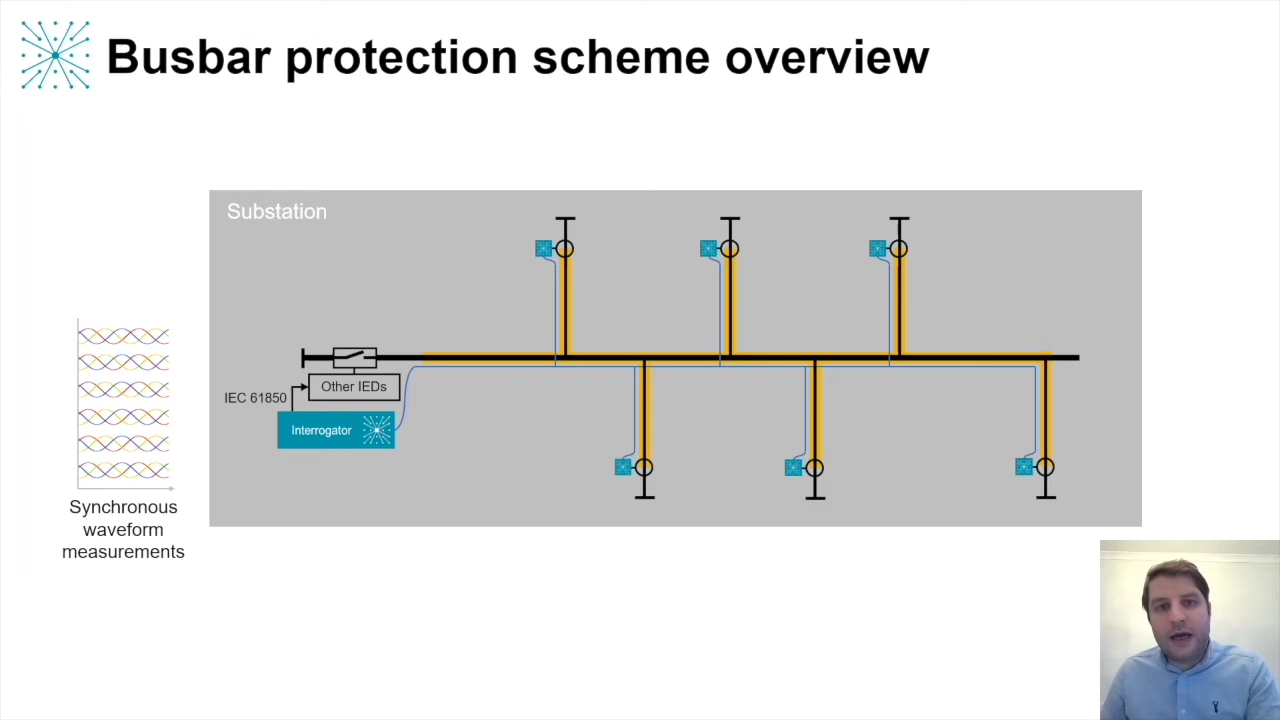 Busbar protection scheme overview
Substation
Other IEDs
IEC 61850
Interrogator
Synchronous
waveform
measurements